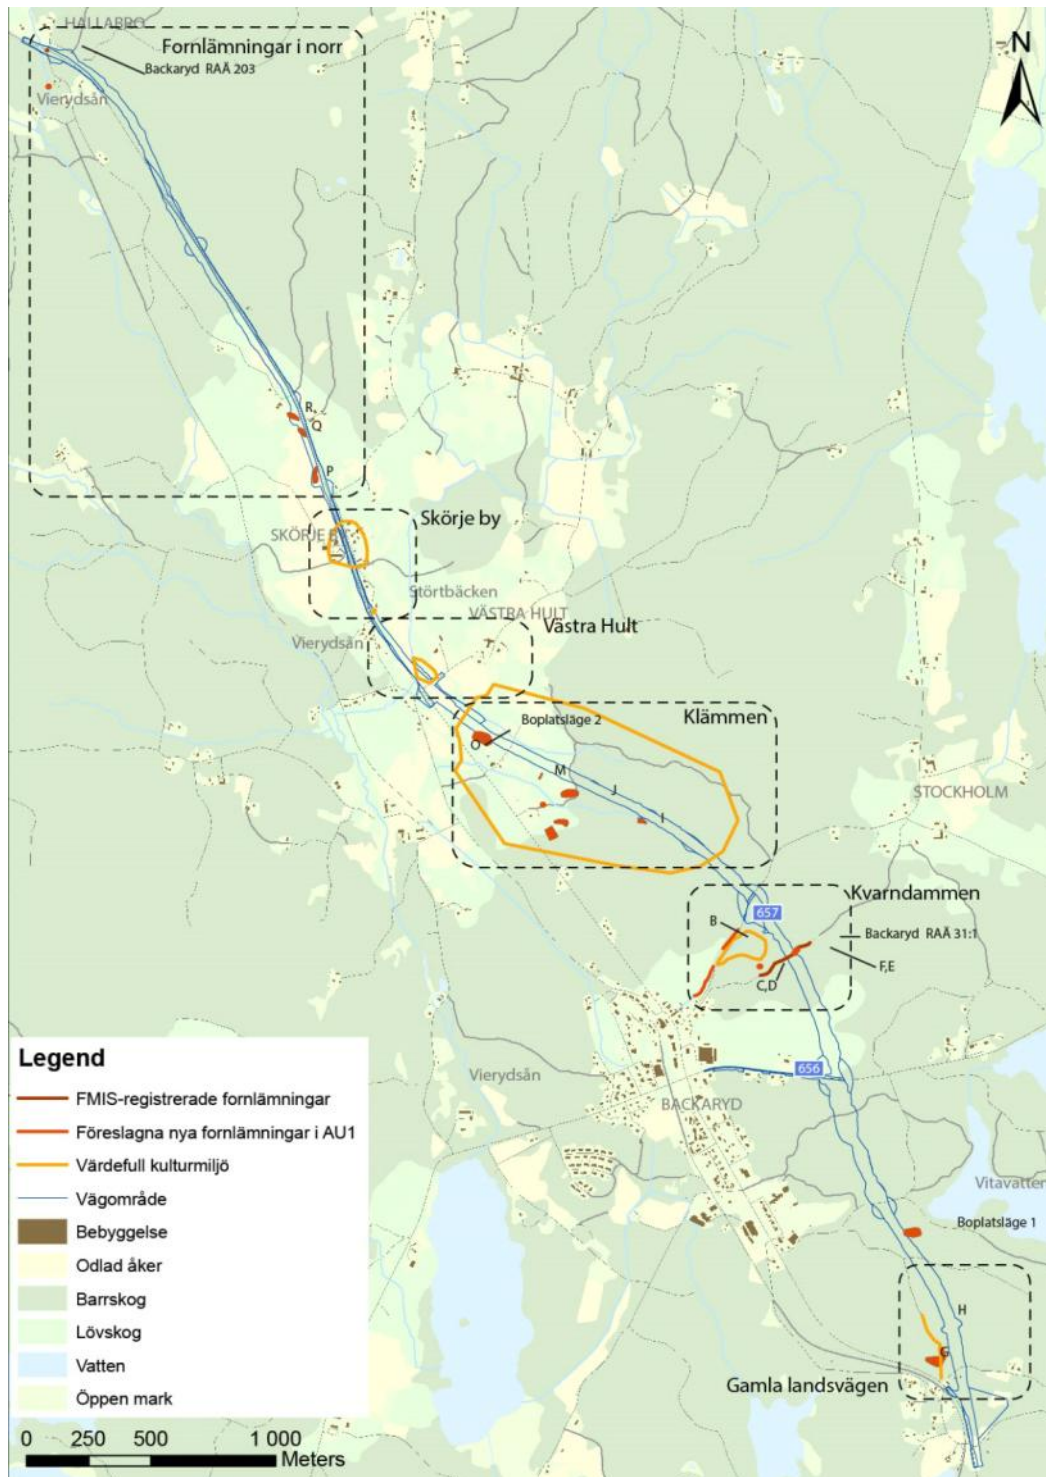 HALLABRO
Fornlämningar i norr
Backaryd RAÄ 203
Vierydsån
N
R,
Q
P
Skörje by
SKÖRJE BY
Störtbäcken
VÄSTRA HULT
Västra Hult
Vierydsån
Klämmen
Boplatsläge 2
O
M
J
I
STOCKHOLM
Kvarndammen
657
B
Backaryd RAÄ 31:1
F,E
C,D
656
Vierydsån
BACKARYD
Vitavatten
Boplatsläge 1
H
G
Gamla landsvägen
Legend
FMIS-registrerade fornlämningar
Föreslagna nya fornlämningar i AU1
Värdefull kulturmiljö
Vägområde
Bebyggelse
Odlad åker
Barrskog
Lövskog
Vatten
Öppen mark
0 250 500 1 000
Meters